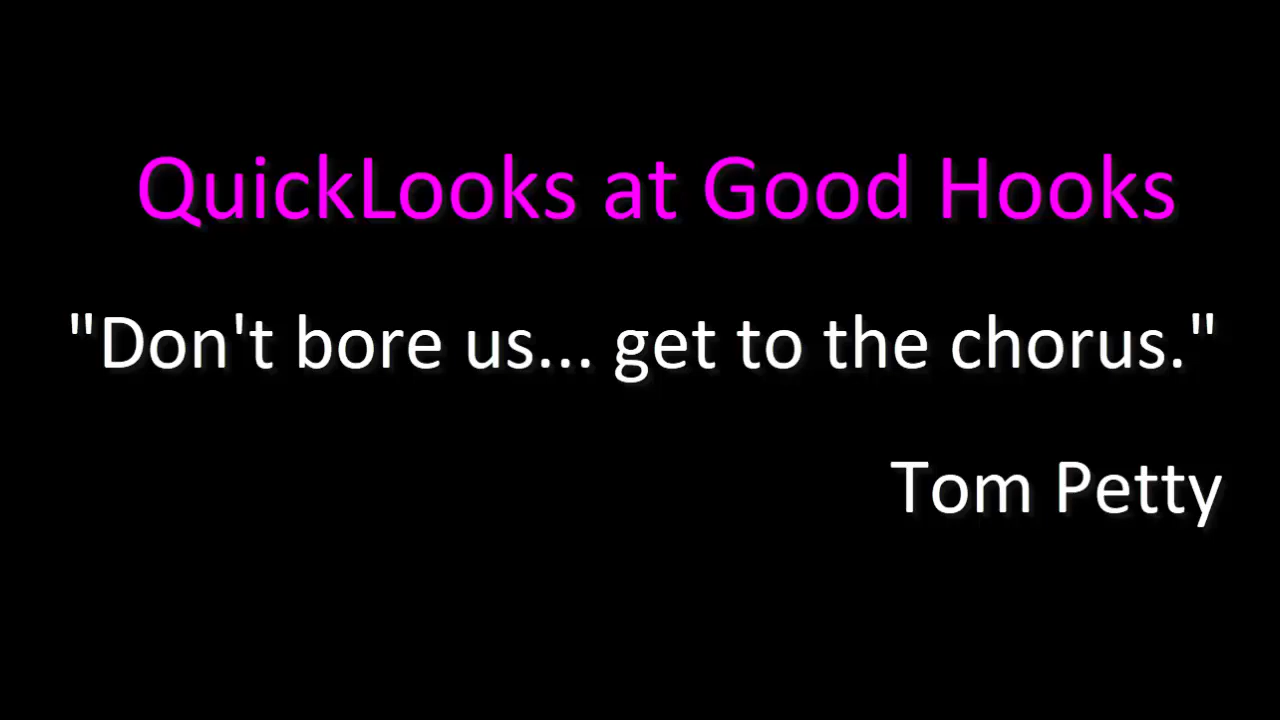 QuickLooks at Good Hooks
"Don't bore us... get to the chorus."
Tom Petty